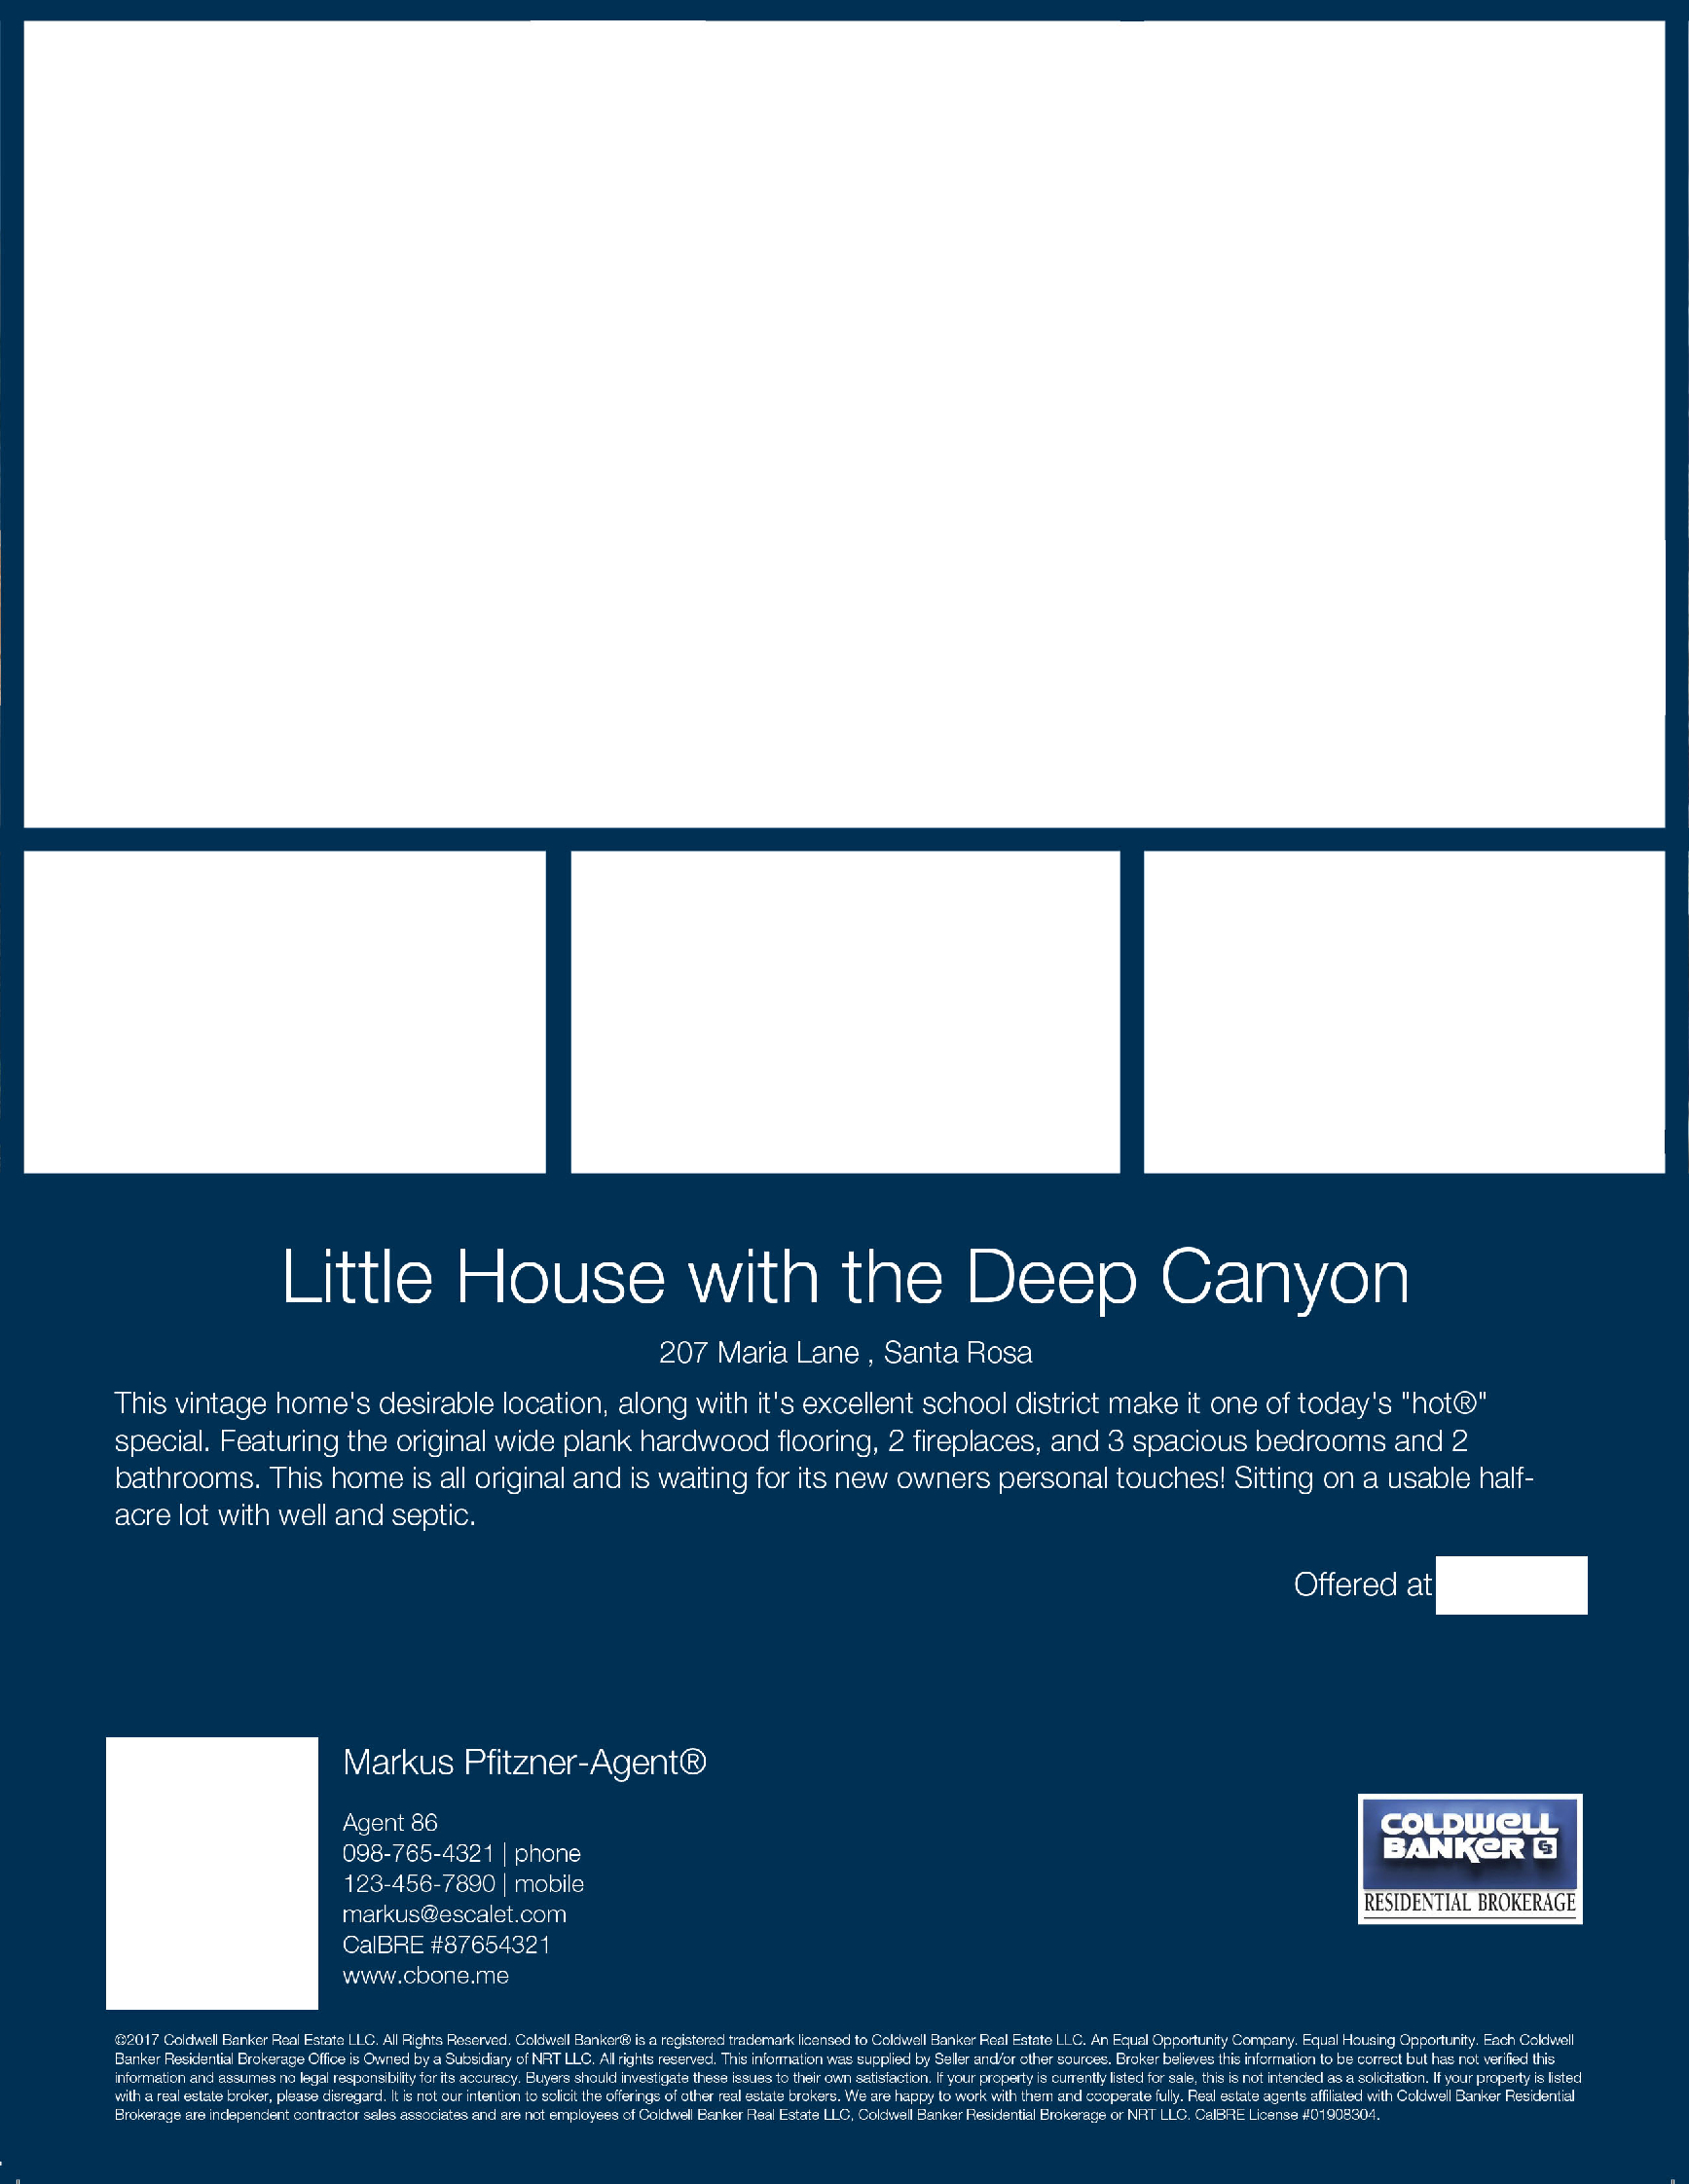 Little House with the Deep Canyon
207 Maria Lane , Santa Rosa
This vintage home's desirable location, along with it's excellent school district make it one of today's "hot®"
special. Featuring the original wide plank hardwood flooring, 2 fireplaces, and 3 spacious bedrooms and 2
bathrooms. This home is all original and is waiting for its new owners personal touches! Sitting on a usable half-
acre lot with well and septic.
Offered at
Markus Pfitzner-Agent®
Agent 86
098-765-4321 | phone
123-456-7890 | mobile
markus@escalet.com
CalBRE #87654321
www.cbone.me
COLDWELL
BANKER CB
RESIDENTIAL BROKERAGE
©2017 Coldwell Banker Real Estate LLC. All Rights Reserved. Coldwell Banker® is a registered trademark licensed to Coldwell Banker Real Estate LLC. An Equal Opportunity Company. Equal Housing Opportunity. Each Coldwell
Banker Residential Brokerage Office is Owned by a Subsidiary of NRT LLC. All rights reserved. This information was supplied by Seller and/or other sources. Broker believes this information to be correct but has not verified this
information and assumes no legal responsibility for its accuracy. Buyers should investigate these issues to their own satisfaction. If your property is currently listed for sale, this is not intended as a solicitation. If your property is listed
with a real estate broker, please disregard. It is not our intention to solicit the offerings of other real estate brokers. We are happy to work with them and cooperate fully. Real estate agents affiliated with Coldwell Banker Residential
Brokerage are independent contractor sales associates and are not employees of Coldwell Banker Real Estate LLC, Coldwell Banker Residential Brokerage or NRT LLC. CalBRE License #01908304.